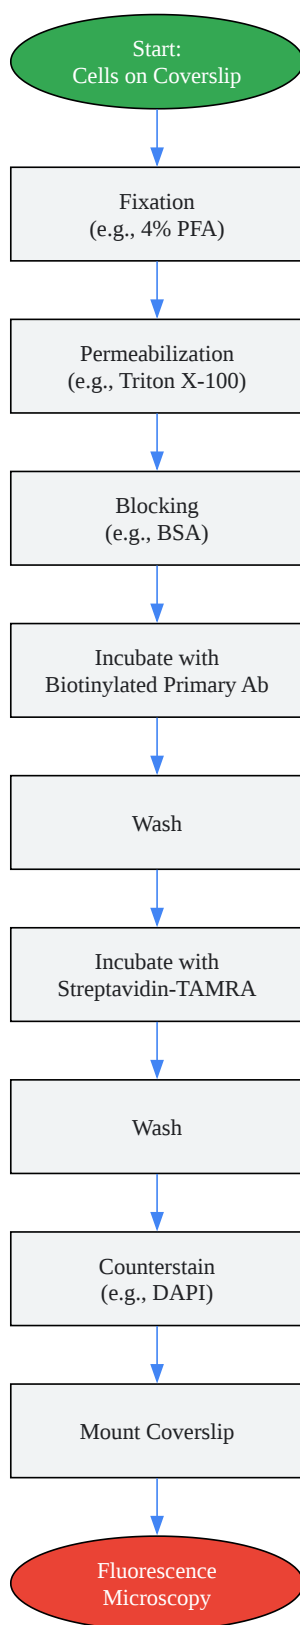 Start:
Cells on Coverslip
Fixation
(e.g., 4% PFA)
Permeabilization
(e.g., Triton X-100)
Blocking
(e.g., BSA)
Incubate with
Biotinylated Primary Ab
Wash
Incubate with
Streptavidin-TAMRA
Wash
Counterstain
(e.g., DAPI)
Mount Coverslip
Fluorescence
Microscopy